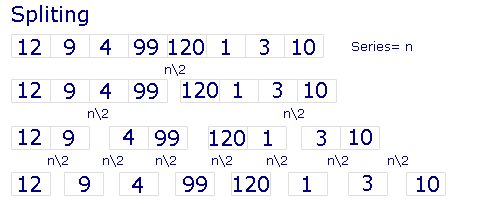 Spliting
12 9 4 99 120 1 3 10 Series= n
n\2
12 9 4 99 120 1 3 10
n\2 n\2
12 9 4 99 120 1 3 10
n\2 n\2 n\2 n\2 n\2 n\2 n\2
12 9 4 99 120 1 3 10